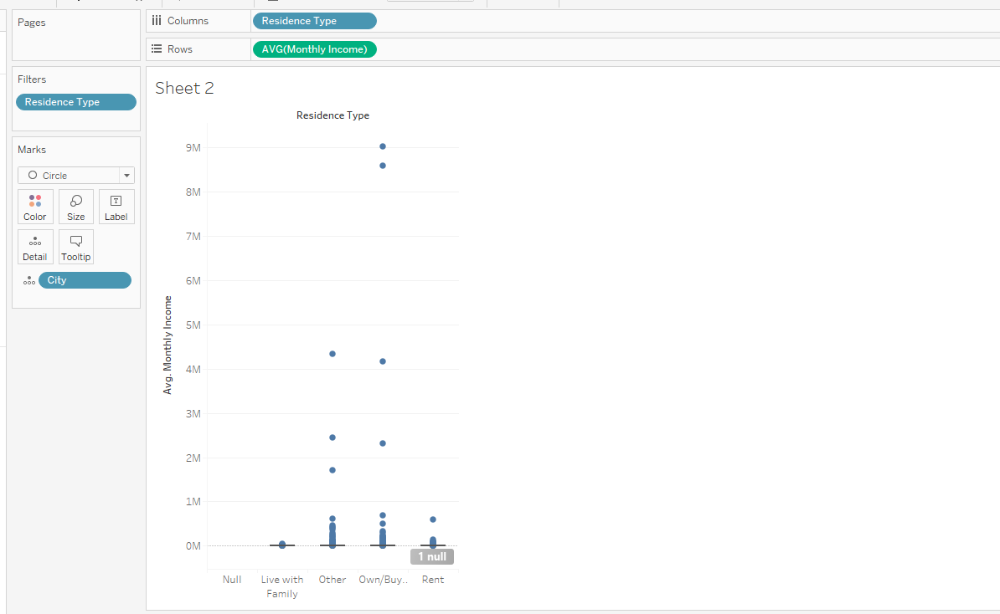 Pages
Columns
Residence Type
Rows
AVG(Monthly Income)
Filters
Residence Type
Marks
Circle
Color
Size
Label
Detail
Tooltip
City
Sheet 2
Residence Type
9M
8M
7M
6M
5M
4M
3M
2M
1M
0M
Avg. Monthly Income
1 null
Null
Live with
Family
Other
Own/Buy..
Rent